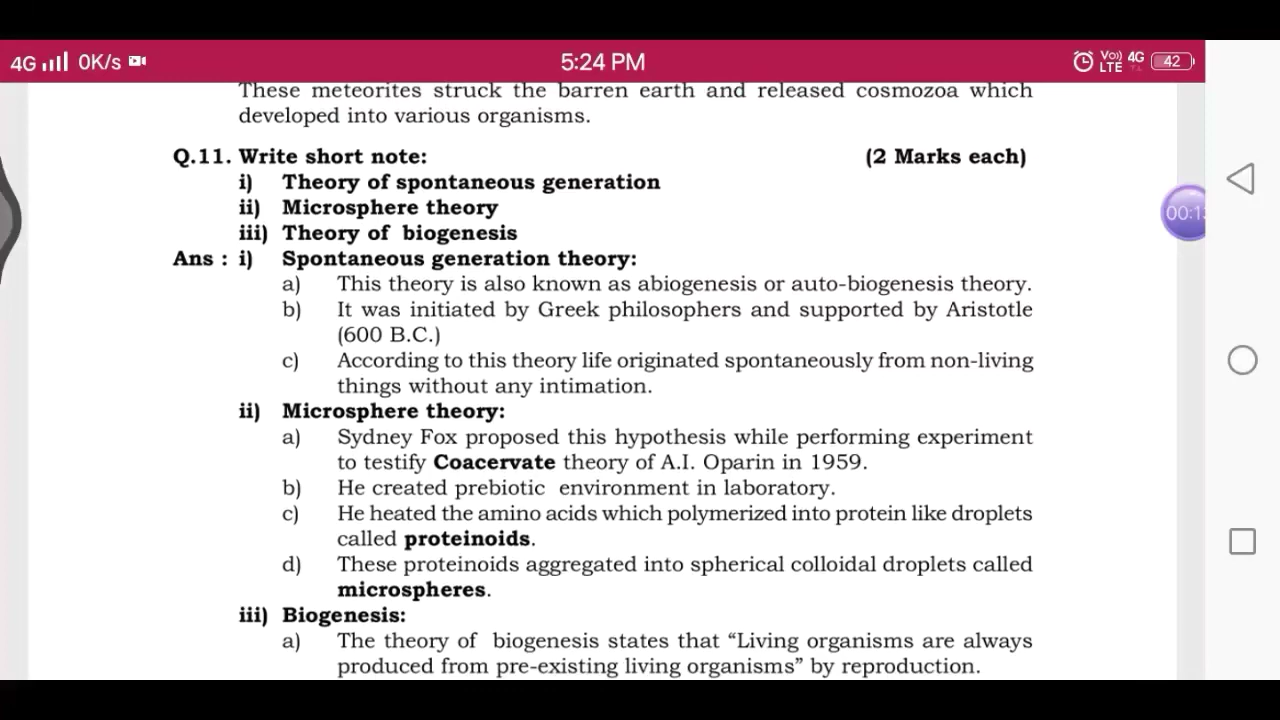 4G 0K/s 5:24 PM Vo) LTE 4G 42
These meteorites struck the barren earth and released cosmozoa which
developed into various organisms.
Q.11. Write short note: (2 Marks each)
i) Theory of spontaneous generation
ii) Microsphere theory
iii) Theory of biogenesis
Ans : i) Spontaneous generation theory:
a) This theory is also known as abiogenesis or auto-biogenesis theory.
b) It was initiated by Greek philosophers and supported by Aristotle
(600 B.C.)
c) According to this theory life originated spontaneously from non-living
things without any intimation.
ii) Microsphere theory:
a) Sydney Fox proposed this hypothesis while performing experiment
to testify Coacervate theory of A.I. Oparin in 1959.
b) He created prebiotic environment in laboratory.
c) He heated the amino acids which polymerized into protein like droplets
called proteinoids.
d) These proteinoids aggregated into spherical colloidal droplets called
microspheres.
iii) Biogenesis:
a) The theory of biogenesis states that “Living organisms are always
produced from pre-existing living organisms” by reproduction.